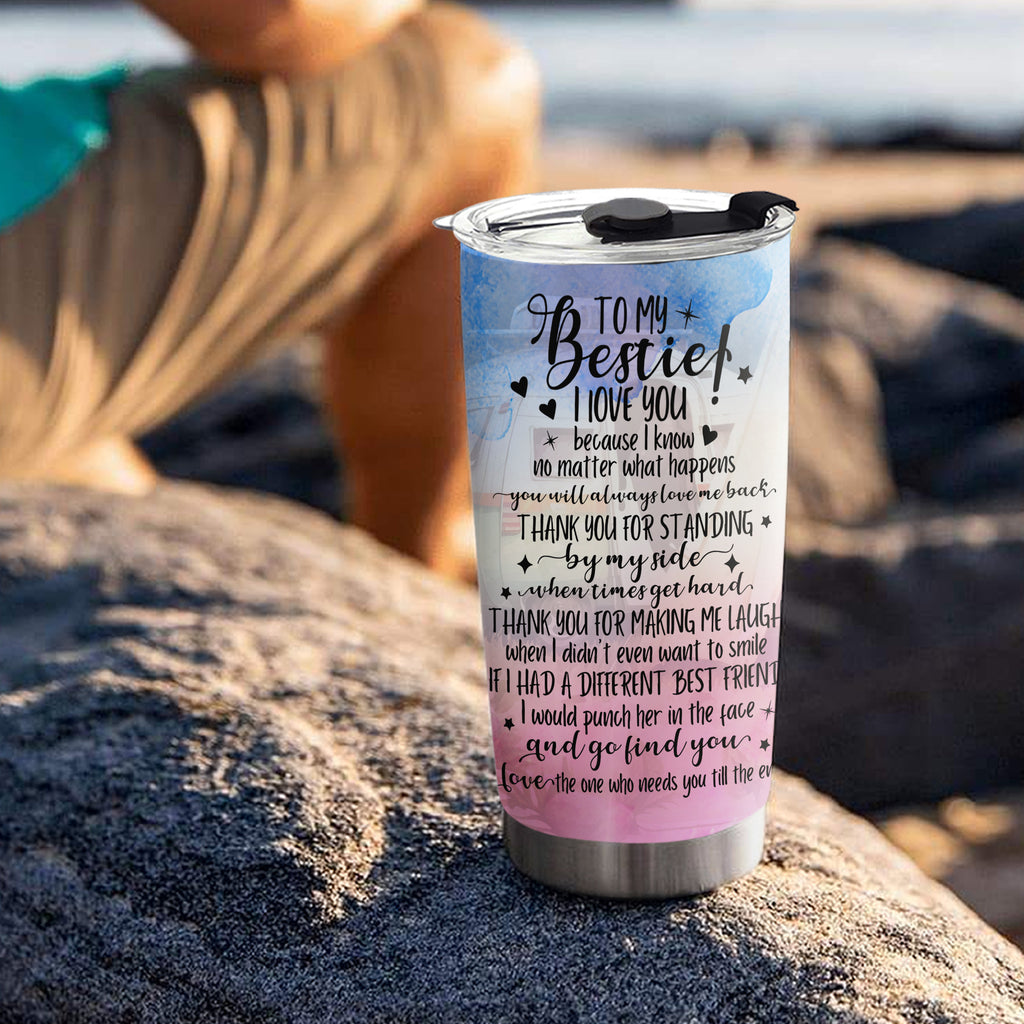 TO MY
Bestie!
I LOVE YOU
because I know
no matter what happens
you will always love me back
THANK YOU FOR STANDING
by my side
when times get hard
THANK YOU FOR MAKING ME LAUGH
when I didn't even want to smile
IF I HAD A DIFFERENT BEST FRIEND
I would punch her in the face
and go find you
Love the one who needs you till the